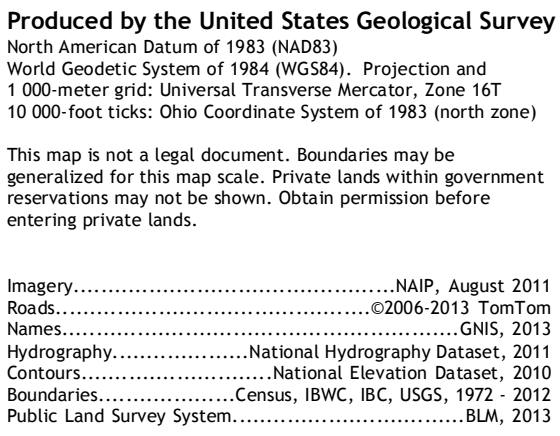 Produced by the United States Geological Survey
North American Datum of 1983 (NAD83)
World Geodetic System of 1984 (WGS84).  Projection and
1 000-meter grid: Universal Transverse Mercator, Zone 16T
10 000-foot ticks: Ohio Coordinate System of 1983 (north zone)
This map is not a legal document. Boundaries may be
generalized for this map scale. Private lands within government
reservations may not be shown. Obtain permission before
entering private lands.
Imagery...............................................NAIP, August 2011
Roads..............................................©2006-2013 TomTom
Names..........................................................GNIS, 2013
Hydrography....................National Hydrography Dataset, 2011
Contours............................National Elevation Dataset, 2010
Boundaries....................Census, IBWC, IBC, USGS, 1972 - 2012
Public Land Survey System..................................BLM, 2013